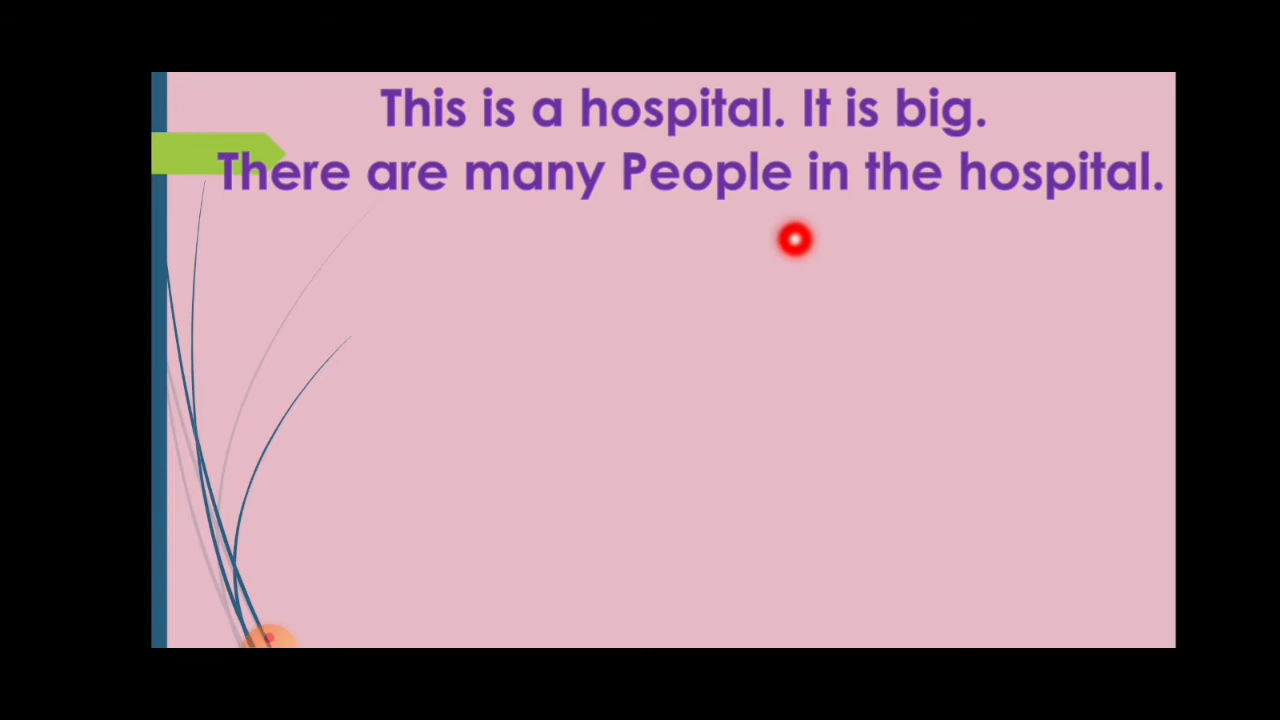 This is a hospital. It is big.
There are many People in the hospital.